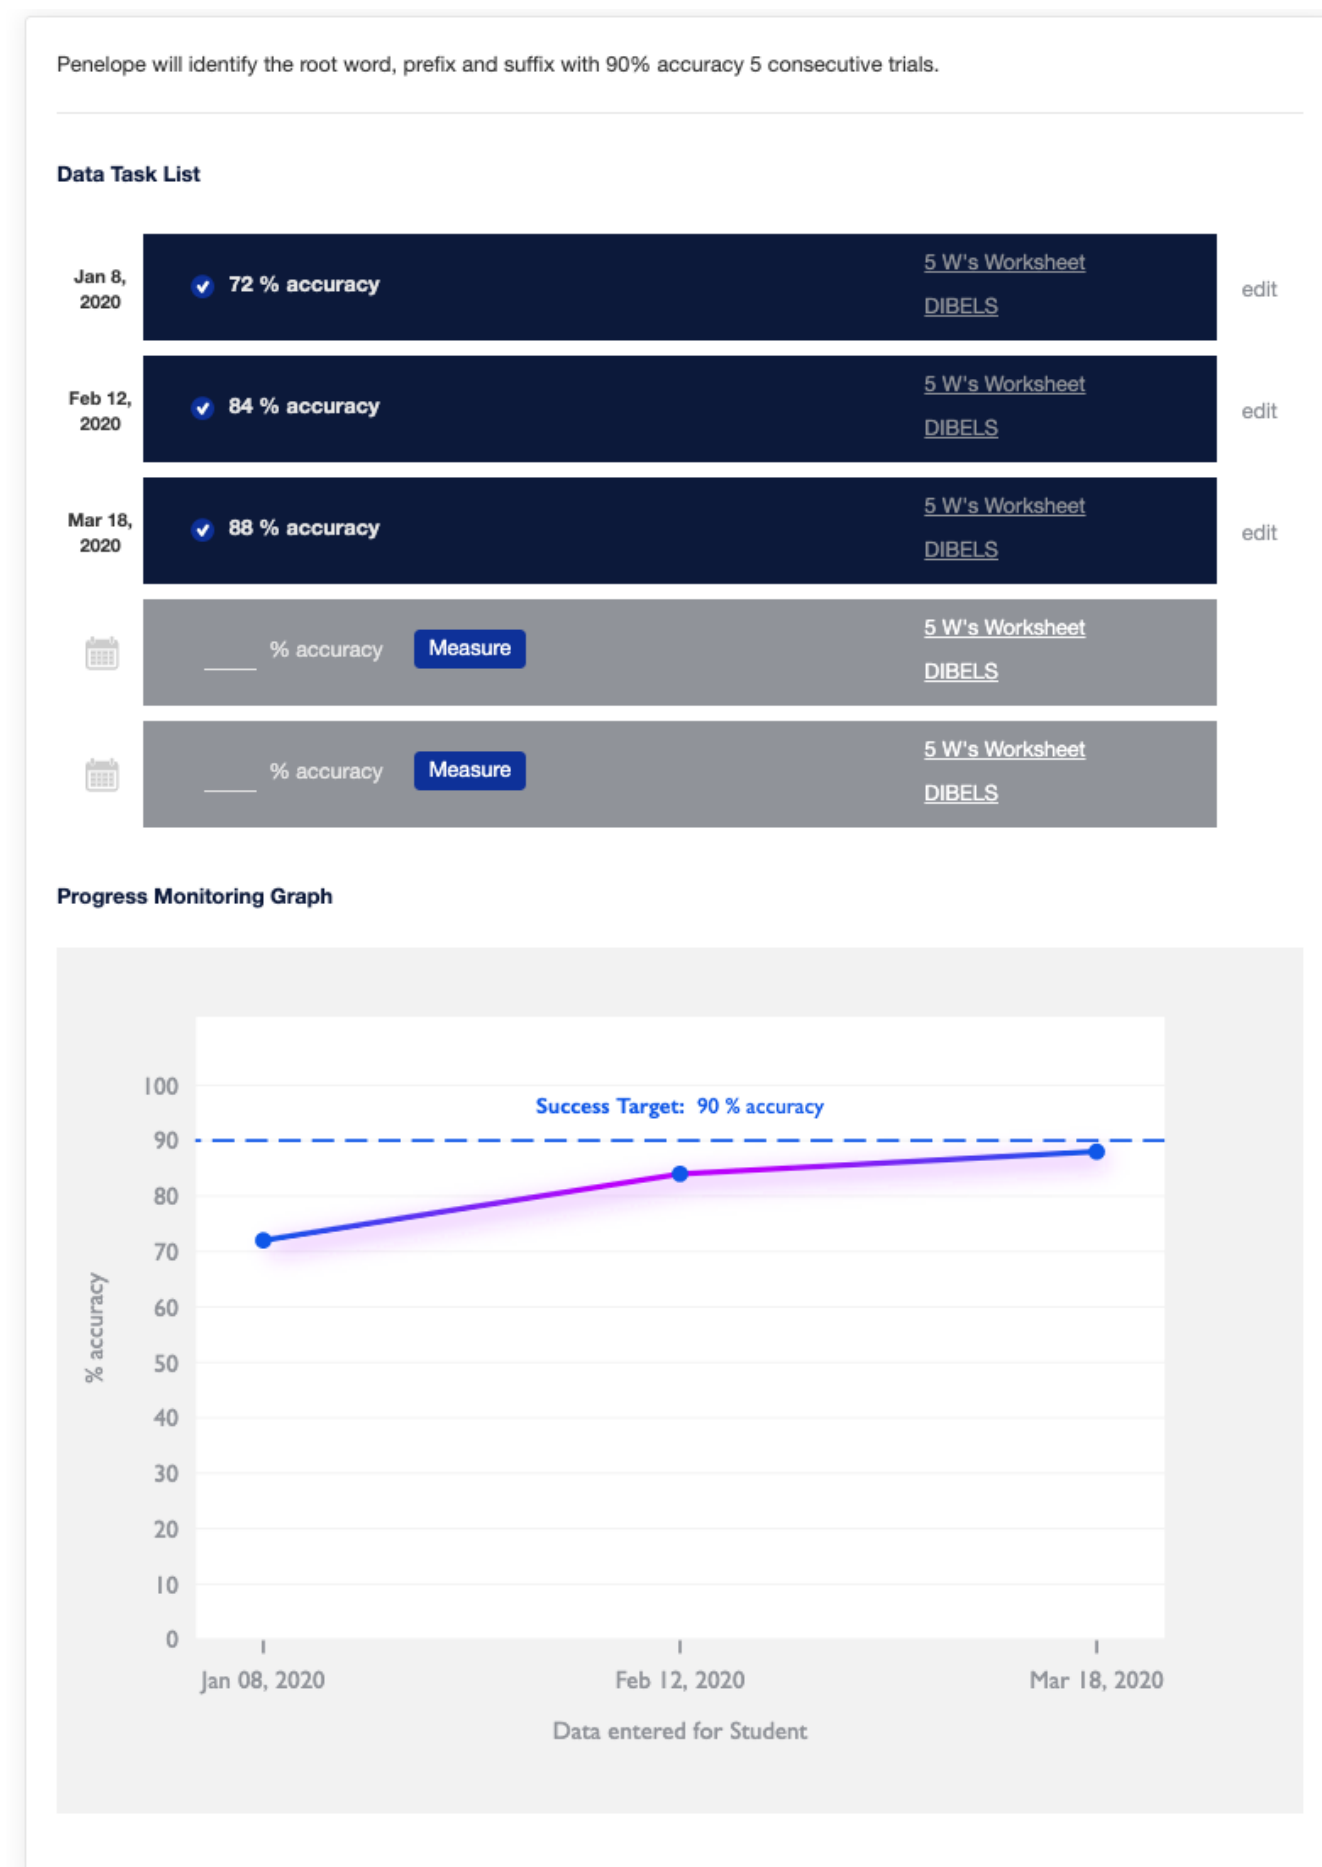 Penelope will identify the root word, prefix and suffix with 90% accuracy 5 consecutive trials.
Data Task List
Jan 8,
2020
72 % accuracy
5 W's Worksheet
DIBELS
edit
Feb 12,
2020
84 % accuracy
5 W's Worksheet
DIBELS
edit
Mar 18,
2020
88 % accuracy
5 W's Worksheet
DIBELS
edit
% accuracy
Measure
5 W's Worksheet
DIBELS
% accuracy
Measure
5 W's Worksheet
DIBELS
Progress Monitoring Graph
100
Success Target: 90 % accuracy
90
80
70
60
50
40
30
20
10
0
% accuracy
Jan 08, 2020
Feb 12, 2020
Mar 18, 2020
Data entered for Student